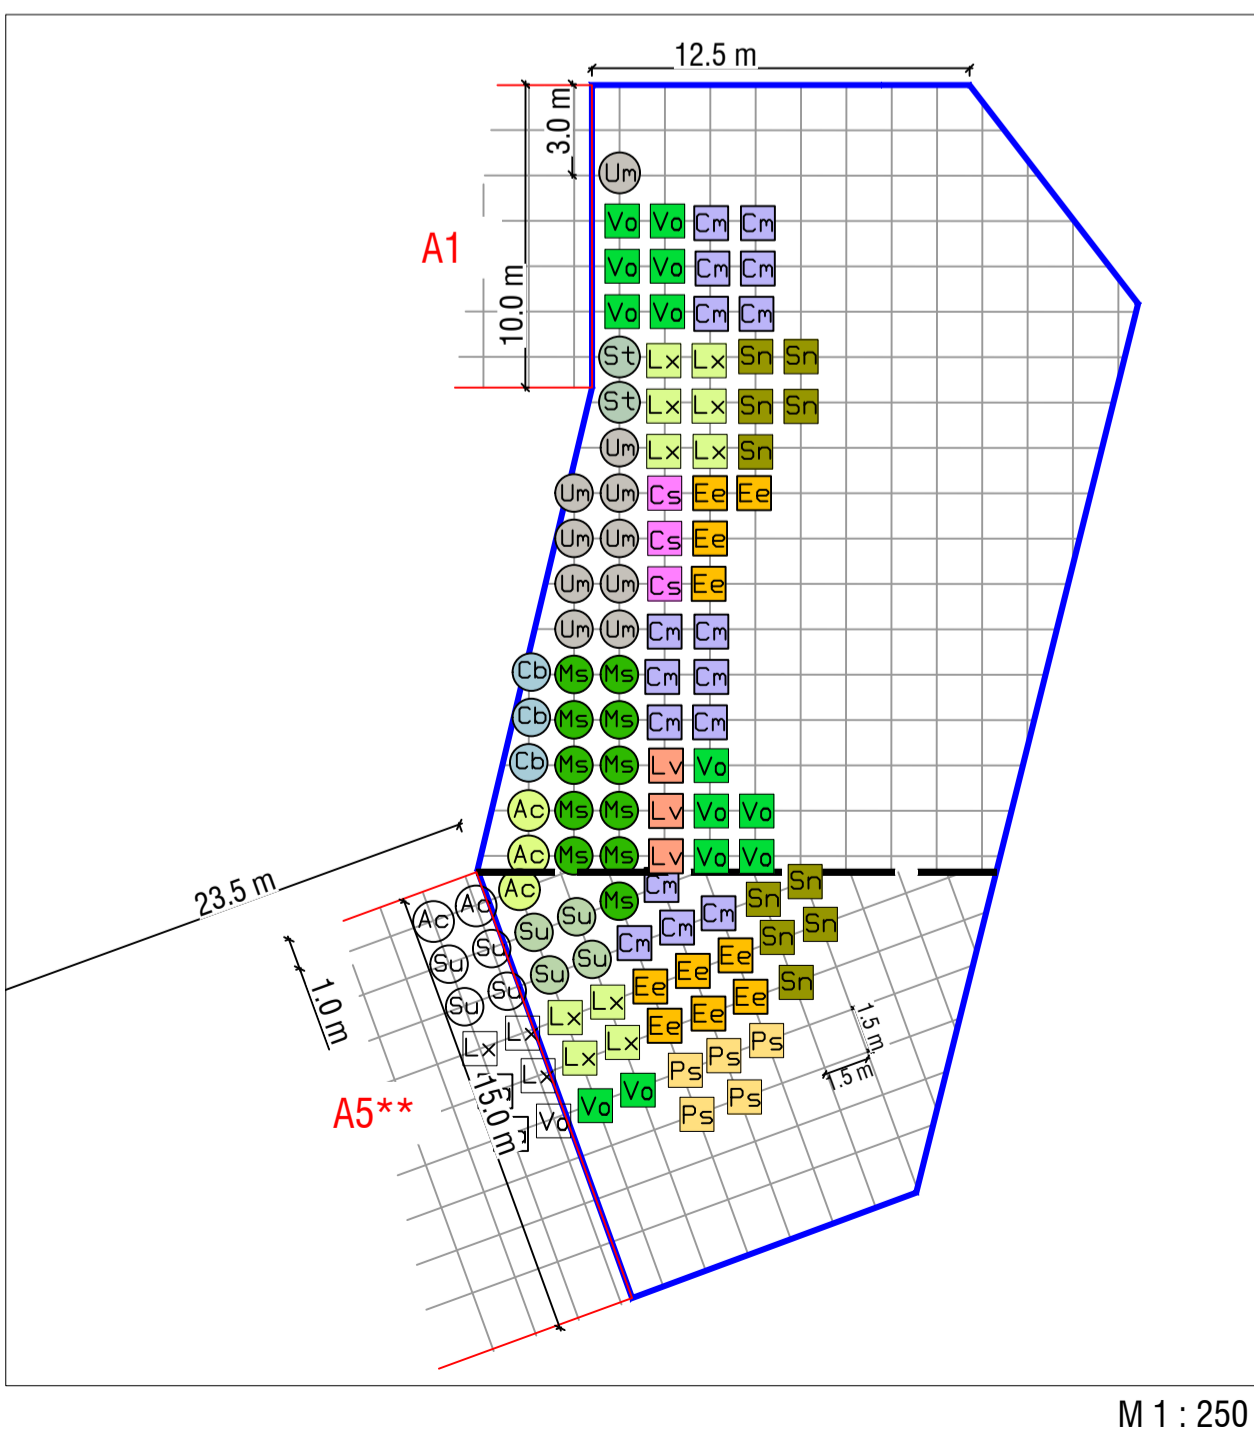 12.5 m
3.0 m
Um
A1
Vo Vo Cm Cm
Vo Vo Cm Cm
10.0 m
Vo Vo Cm Cm
St Lx Lx Sn Sn
St Lx Lx Sn Sn
Um Lx Lx Sn
Um Um Cs Ee Ee
Um Um Cs Ee
Um Um Cs Ee
Um Um Cm Cm
Cb Ms Ms Cm Cm
Cb Ms Ms Cm Cm
Cb Ms Ms Lv Vo
Ac Ms Ms Lv Vo Vo
Ac Ms Ms Lv Vo Vo
23.5 m
Ac Ac Ac Su Ms Cm Sn Sn
Su Su Su Su Cm Cm Cm Sn Sn
Su Su Lx Lx Ee Ee Ee Sn
1.0 m
Lx Lx Lx Lx Ee Ee Ee
1.5 m
1.5 m
Lx Vo Vo Ps Ps Ps
A5**
15.0 m
Vo Ps Ps
M 1 : 250